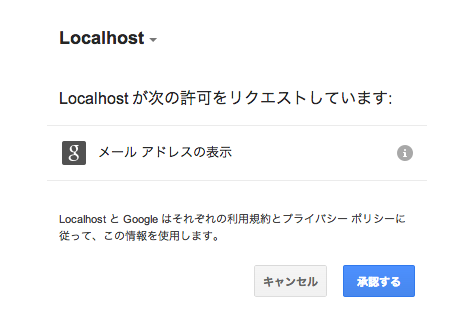 Localhost
Localhost が次の許可をリクエストしています:
g
メール アドレスの表示
i
Localhost と Google はそれぞれの利用規約とプライバシー ポリシーに
従って、この情報を使用します。
キャンセル
承認する